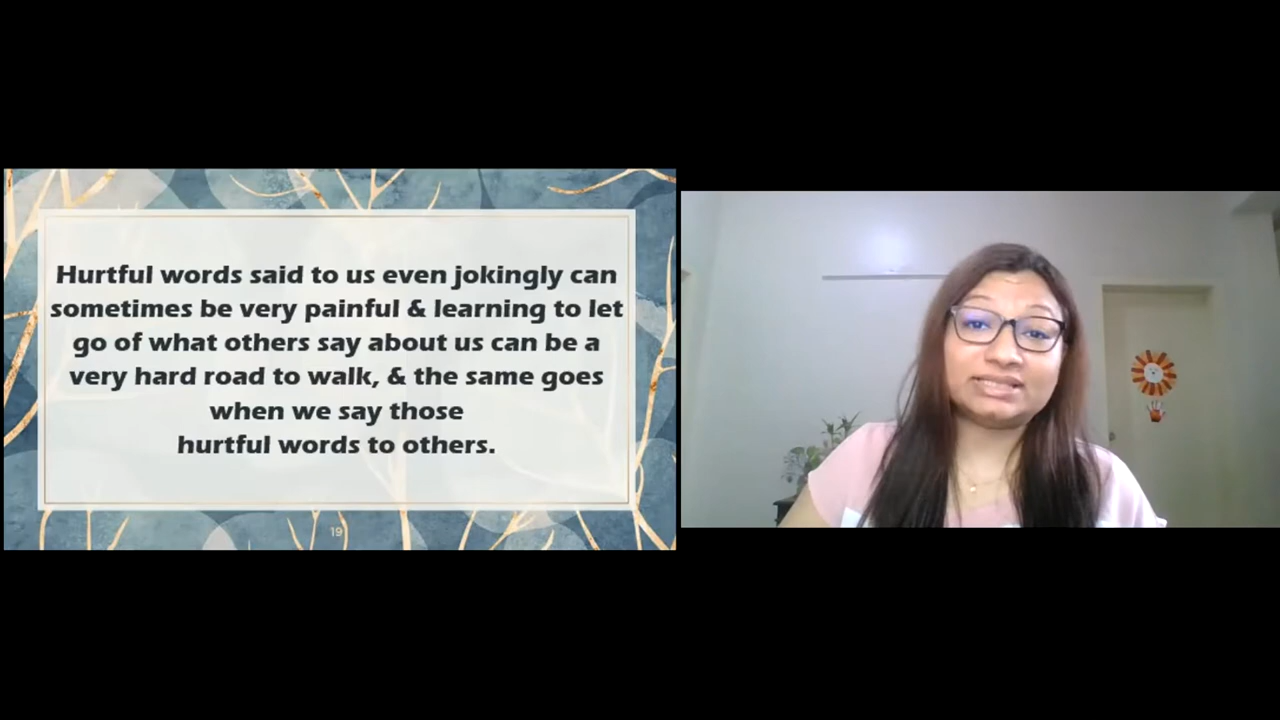 Hurtful words said to us even jokingly can
sometimes be very painful & learning to let
go of what others say about us can be a
very hard road to walk, & the same goes
when we say those
hurtful words to others.
19